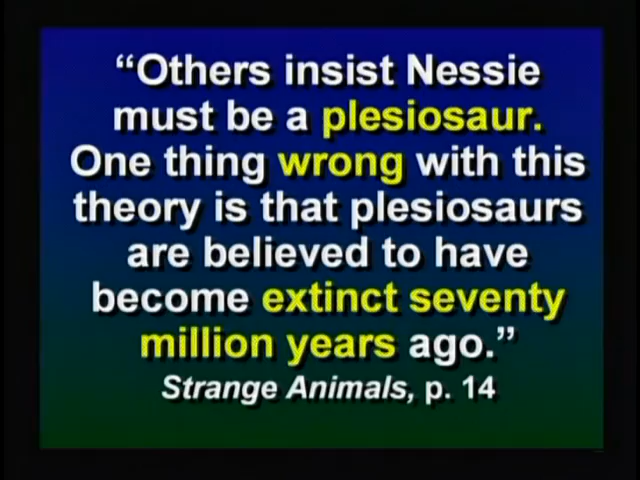 “Others insist Nessie
must be a plesiosaur.
One thing wrong with this
theory is that plesiosaurs
are believed to have
become extinct seventy
million years ago.”
Strange Animals, p. 14